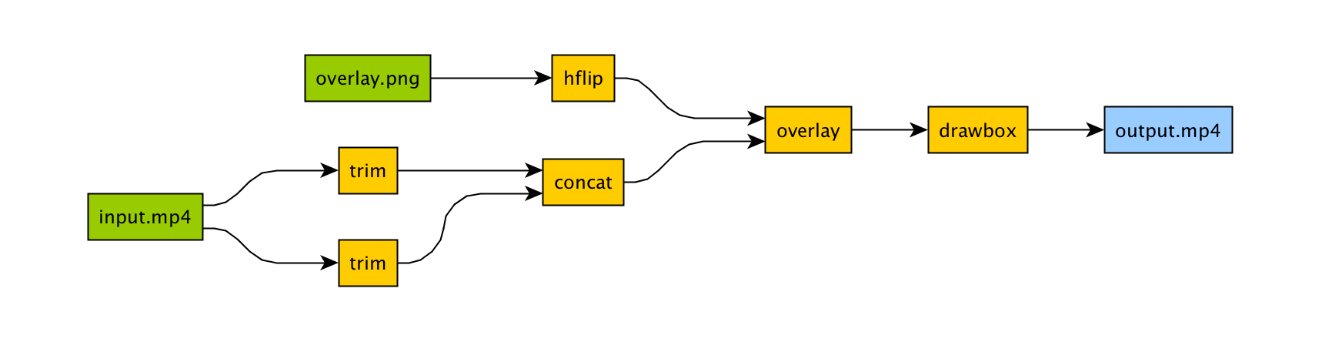 overlay.png
hflip
overlay
drawbox
output.mp4
trim
concat
input.mp4
trim